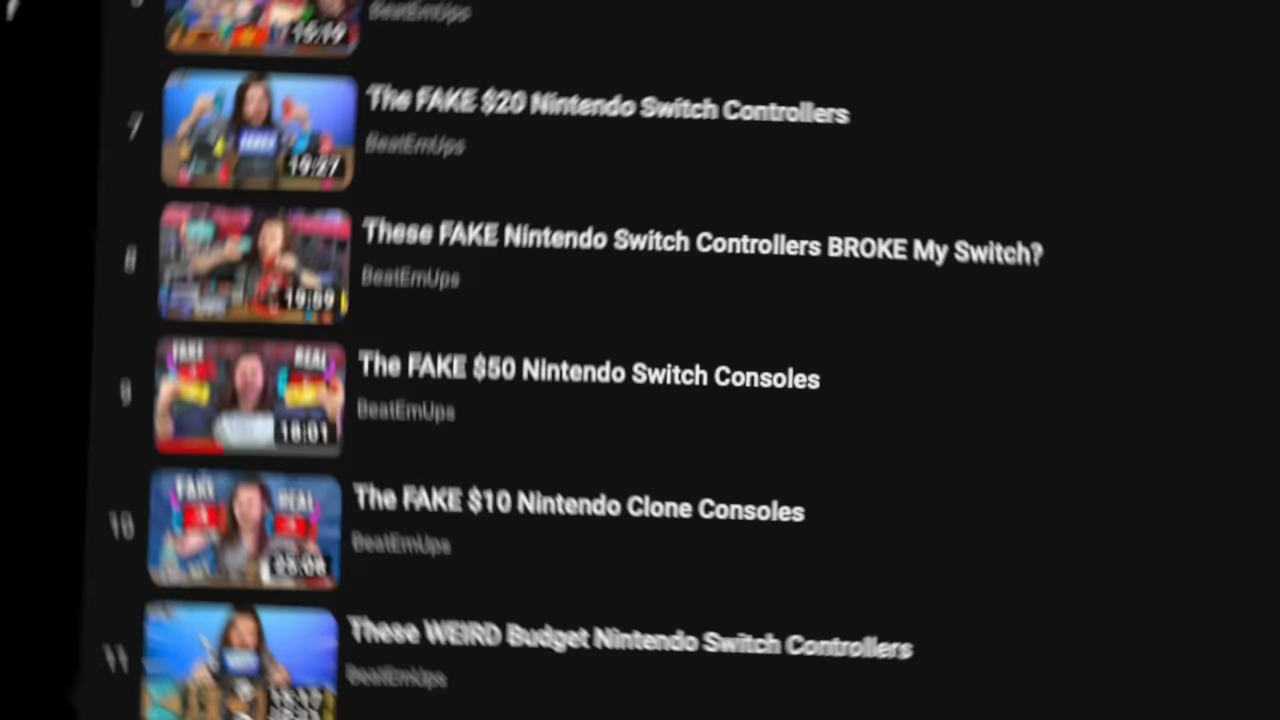 15:19
BeatEmUps
7
19:27
The FAKE $20 Nintendo Switch Controllers
BeatEmUps
8
These FAKE Nintendo Switch Controllers BROKE My Switch?
BeatEmUps
9
FAKE
REAL
18:01
The FAKE $50 Nintendo Switch Consoles
BeatEmUps
10
FAKE
REAL
The FAKE $10 Nintendo Clone Consoles
BeatEmUps
11
These WEIRD Budget Nintendo Switch Controllers
BeatEmUps